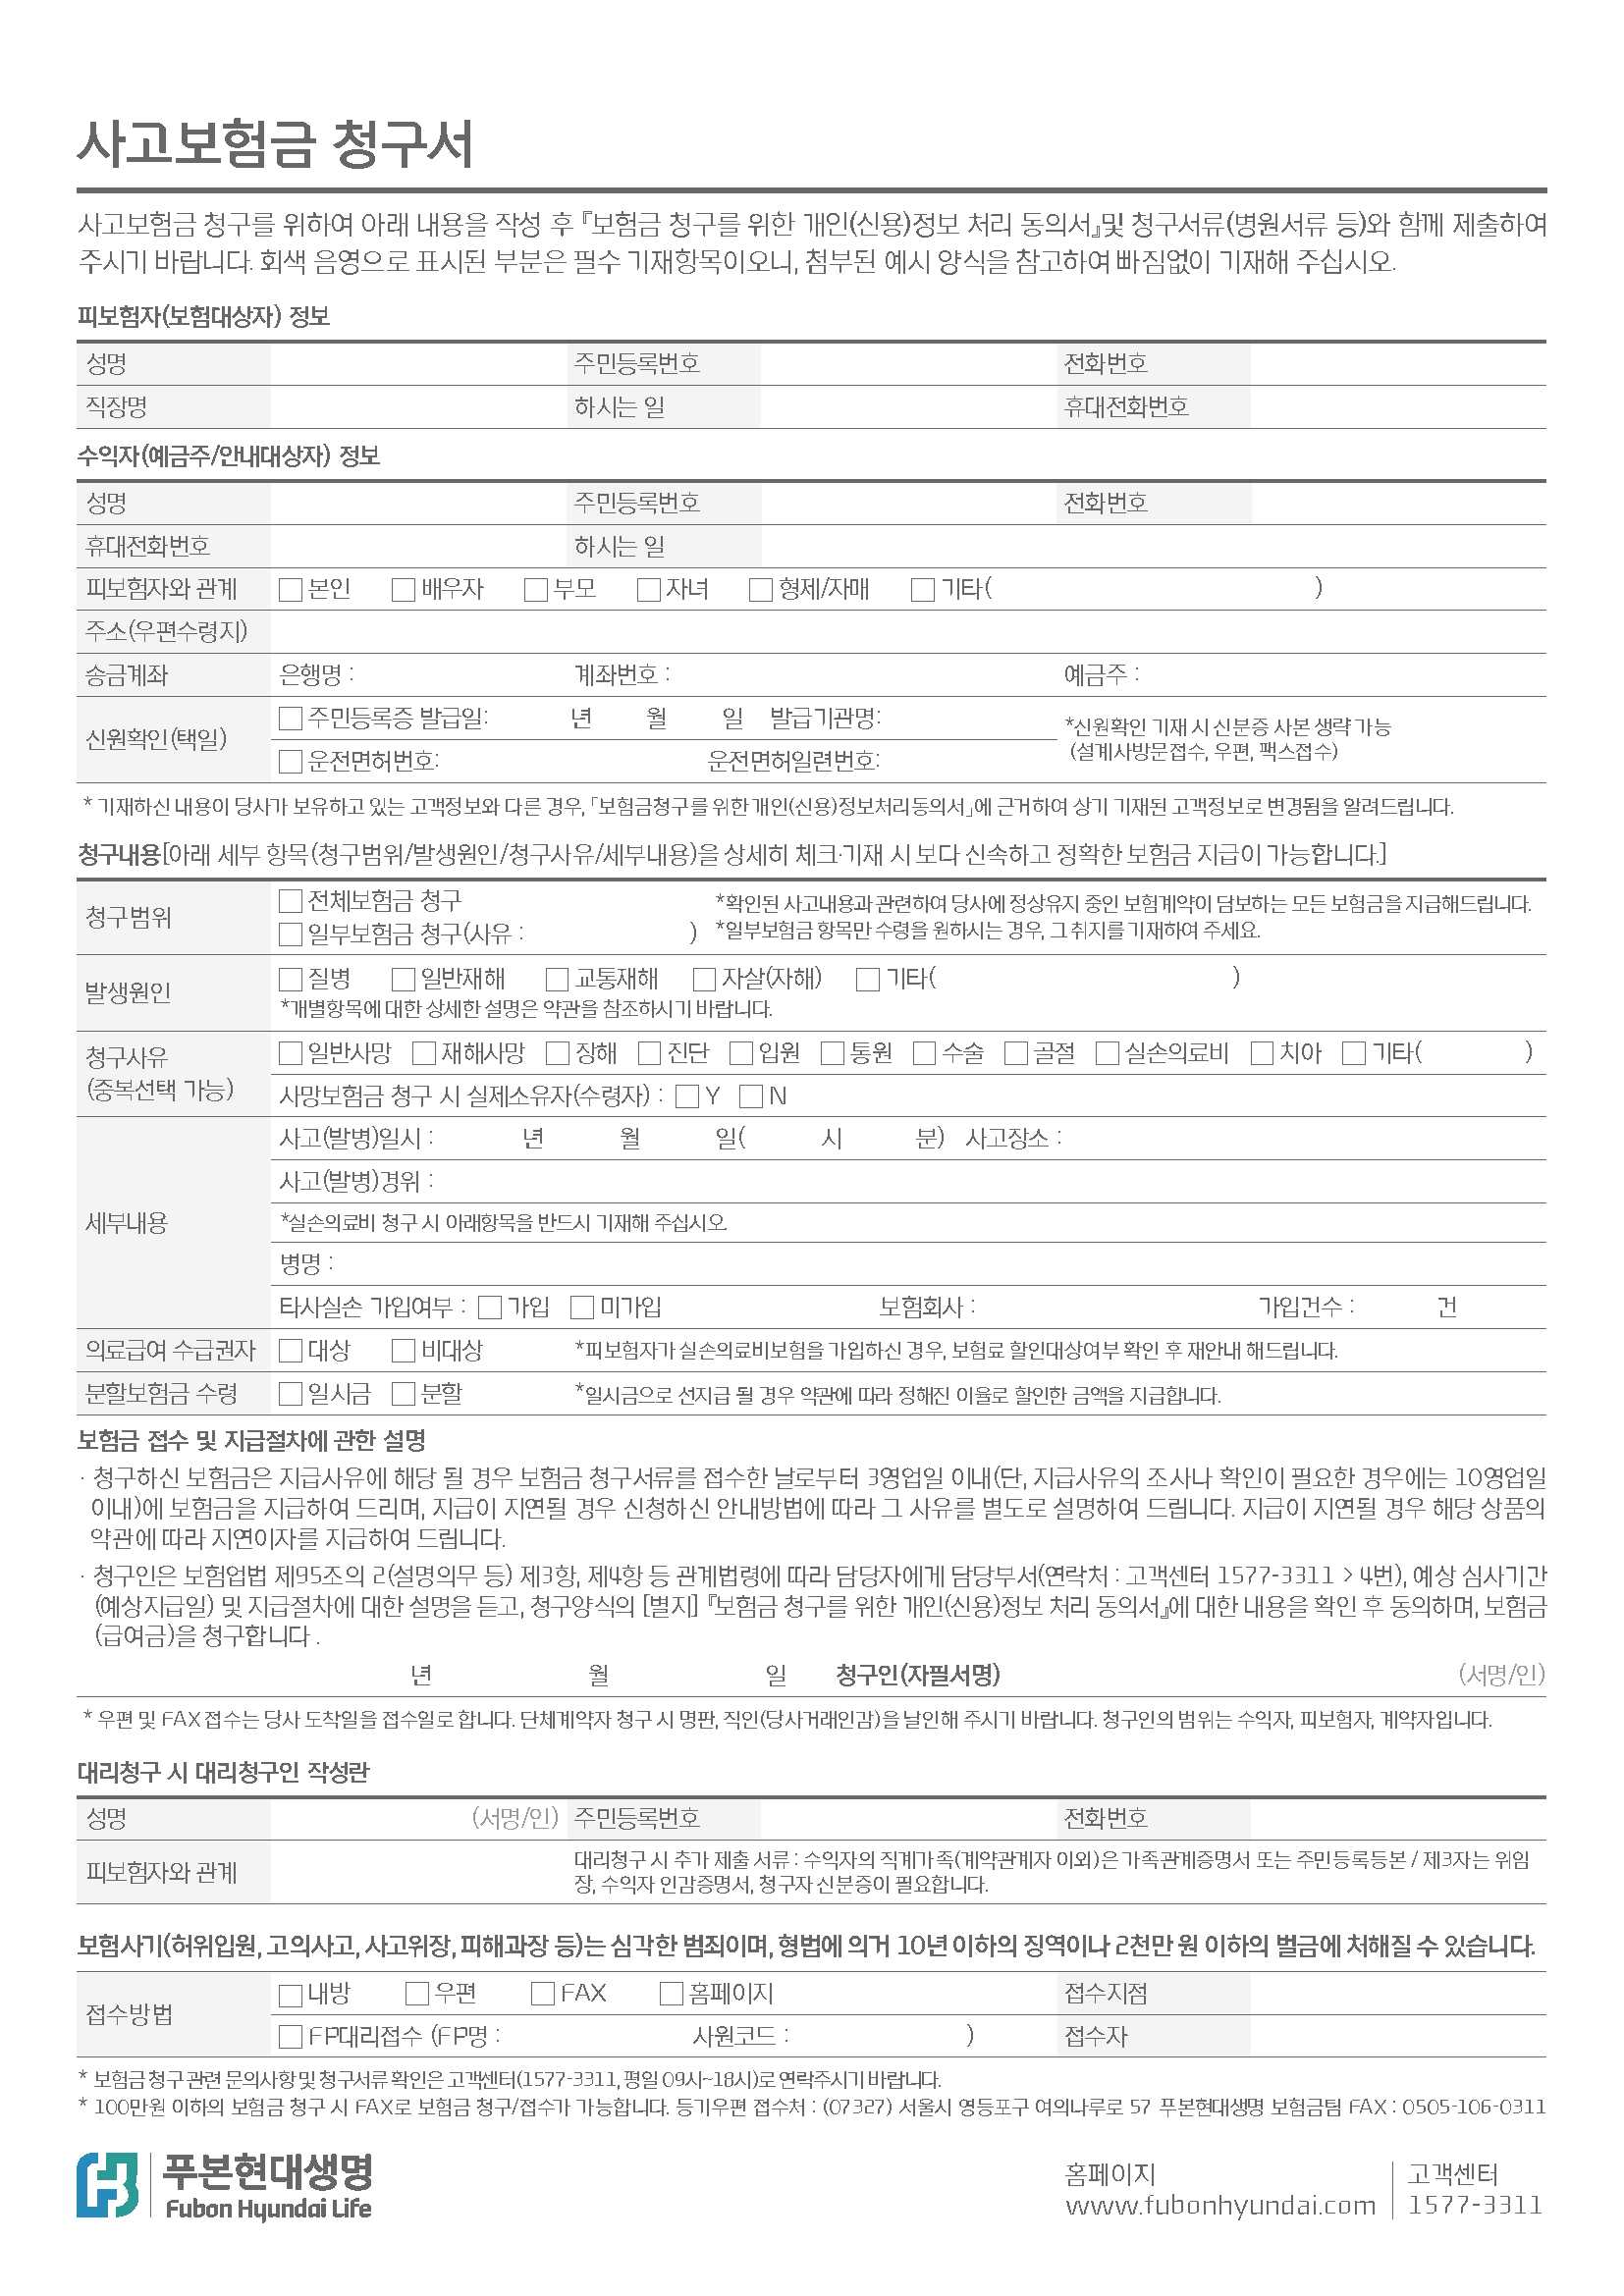 사고보험금 청구서
사고보험금 청구를 위하여 아래 내용을 작성 후 『보험금 청구를 위한 개인(신용)정보 처리 동의서』및 청구서류(병원서류 등)와 함께 제출하여
주시기 바랍니다. 회색 음영으로 표시된 부분은 필수 기재항목이오니, 첨부된 예시 양식을 참고하여 빠짐없이 기재해 주십시오.
피보험자(보험대상자) 정보
성명 주민등록번호 전화번호
직장명 하시는 일 휴대전화번호
수익자(예금주/안내대상자) 정보
성명 주민등록번호 전화번호
휴대전화번호 하시는 일
피보험자와 관계 □본인 □배우자 □부모 □자녀 □형제/자매 □기타( )
주소(우편수령지)
송금계좌 은행명 : 계좌번호 : 예금주 :
신원확인(택일) □주민등록증 발급일: 년 월 일 발급기관명:
□운전면허번호: 운전면허일련번호:
*신원확인 기재 시 신분증 사본 생략 가능
(설계사방문접수, 우편, 팩스접수)
* 기재하신 내용이 당사가 보유하고 있는 고객정보와 다른 경우, 「보험금청구를 위한 개인(신용)정보처리동의서」에 근거하여 상기 기재된 고객정보로 변경됨을 알려드립니다.
청구내용[아래 세부 항목(청구범위/발생원인/청구사유/세부내용)을 상세히 체크·기재 시 보다 신속하고 정확한 보험금 지급이 가능합니다.]
청구범위 □전체보험금 청구 *확인된 사고내용과 관련하여 당사에 정상유지 중인 보험계약이 담보하는 모든 보험금을 지급해드립니다.
□일부보험금 청구(사유 : ) *일부보험금 항목만 수령을 원하시는 경우, 그 취지를 기재하여 주세요.
발생원인 □질병 □일반재해 □교통재해 □자살(자해) □기타( )
*개별항목에 대한 상세한 설명은 약관을 참조하시기 바랍니다.
청구사유 □일반사망 □재해사망 □장해 □진단 □입원 □통원 □수술 □골절 □실손의료비 □치아 □기타( )
(중복선택 가능) 사망보험금 청구 시 실제소유자(수령자) : □Y □N
세부내용 사고(발병)일시 : 년 월 일( 시 분) 사고장소 :
사고(발병)경위 :
*실손의료비 청구 시 아래항목을 반드시 기재해 주십시오.
병명 :
타사실손 가입여부 : □가입 □미가입 보험회사 : 가입건수 : 건
의료급여 수급권자 □대상 □비대상 *피보험자가 실손의료비보험을 가입하신 경우, 보험료 할인대상여부 확인 후 재안내 해드립니다.
분할보험금 수령 □일시금 □분할 *일시금으로 선지급 될 경우 약관에 따라 정해진 이율로 할인한 금액을 지급합니다.
보험금 접수 및 지급절차에 관한 설명
· 청구하신 보험금은 지급사유에 해당 될 경우 보험금 청구서류를 접수한 날로부터 3영업일 이내(단, 지급사유의 조사나 확인이 필요한 경우에는 10영업일
이내)에 보험금을 지급하여 드리며, 지급이 지연될 경우 신청하신 안내방법에 따라 그 사유를 별도로 설명하여 드립니다. 지급이 지연될 경우 해당 상품의
약관에 따라 지연이자를 지급하여 드립니다.
· 청구인은 보험업법 제95조의 2(설명의무 등) 제3항, 제4항 등 관계법령에 따라 담당자에게 담당부서(연락처 : 고객센터 1577-3311 > 4번), 예상 심사기간
(예상지급일) 및 지급절차에 대한 설명을 듣고, 청구양식의 [별지] 『보험금 청구를 위한 개인(신용)정보 처리 동의서』에 대한 내용을 확인 후 동의하며, 보험금
(급여금)을 청구합니다 .
년 월 일 청구인(자필서명) (서명/인)
* 우편 및 FAX 접수는 당사 도착일을 접수일로 합니다. 단체계약자 청구 시 명판, 직인(당사거래인감)을 날인해 주시기 바랍니다. 청구인의 범위는 수익자, 피보험자, 계약자입니다.
대리청구 시 대리청구인 작성란
성명 (서명/인) 주민등록번호 전화번호
피보험자와 관계 대리청구 시 추가 제출 서류 : 수익자의 직계가족(계약관계자 이외)은 가족관계증명서 또는 주민등록등본 / 제3자는 위임
장, 수익자 인감증명서, 청구자 신분증이 필요합니다.
보험사기(허위입원, 고의사고, 사고위장, 피해과장 등)는 심각한 범죄이며, 형법에 의거 10년 이하의 징역이나 2천만 원 이하의 벌금에 처해질 수 있습니다.
접수방법 □내방 □우편 □FAX □홈페이지 접수지점
□FP대리접수 (FP명 : 사원코드 : ) 접수자
* 보험금 청구 관련 문의사항 및 청구서류 확인은 고객센터(1577-3311, 평일 09시~18시)로 연락주시기 바랍니다.
* 100만원 이하의 보험금 청구 시 FAX로 보험금 청구/접수가 가능합니다. 등기우편 접수처 : (07327) 서울시 영등포구 여의나루로 57 푸본현대생명 보험금팀 FAX : 0505-106-0311
푸본현대생명
Fubon Hyundai Life
홈페이지
www.fubonhyundai.com
고객센터
1577-3311